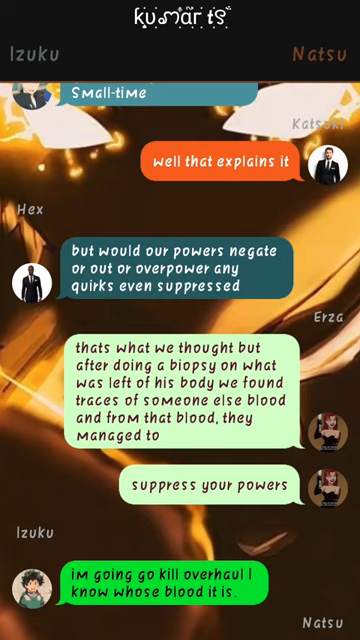 kumar ts
Izuku
Natsu
Small-time
Katsuki
well that explains it
Hex
but would our powers negate
or out or overpower any
quirks even suppressed
Erza
thats what we thought but
after doing a biopsy on what
was left of his body we found
traces of someone else blood
and from that blood, they
managed to
suppress your powers
Izuku
im going go kill overhaul I
know whose blood it is.
Natsu